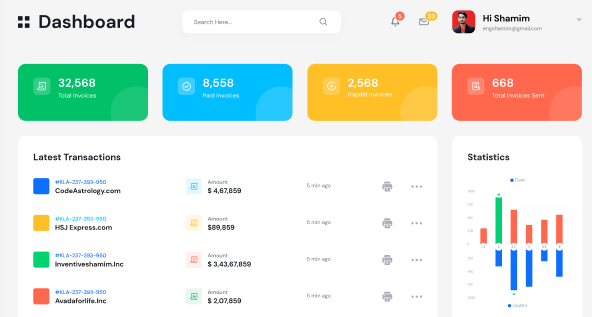 Dashboard
Search Here...
5
25
Hi Shamim
engshamim@gmail.com
32,568
Total Invoices
8,558
Paid Invoices
2,568
Unpaid Invoices
668
Total Invoices Sent
Latest Transactions
#KLA-237-393-950
CodeAstrology.com
Amount
$ 4,67,859
5 min ago
#KLA-237-393-950
HSJ Express.com
Amount
$89,859
5 min ago
#KLA-237-393-950
Inventiveshamim.Inc
Amount
$ 3,43,67,859
5 min ago
#KLA-237-393-950
Avadaforlife.Inc
Amount
$ 2,07,859
5 min ago
Statistics